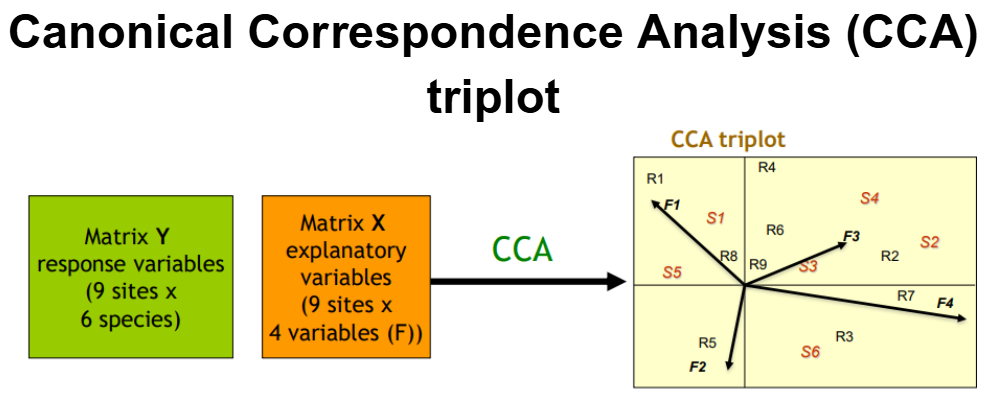 Canonical Correspondence Analysis (CCA)
triplot
CCA triplot
Matrix Y
response variables
(9 sites x
6 species)
Matrix X
explanatory
variables
(9 sites x
4 variables (F))
CCA
R1
R4
F1
S1
S4
R6
F3
S2
R8
R9
S3
R2
S5
R7
F4
R5
R3
F2
S6